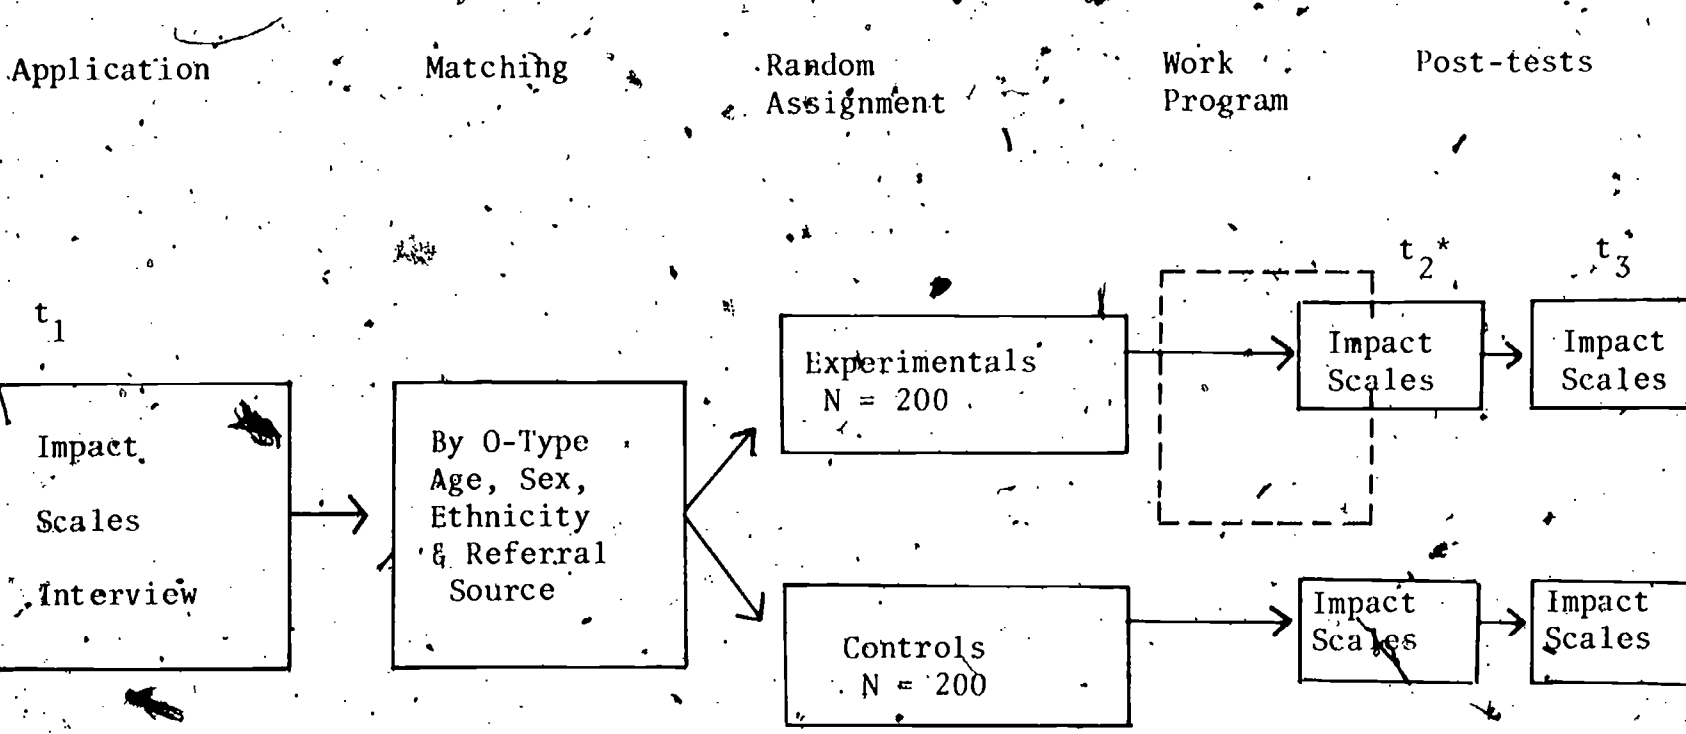 Application
Matching
Random
Assignment
Work
Program
Post-tests
t1
Impact
Scales
Interview
By O-Type
Age, Sex,
Ethnicity
& Referral
Source
Experimentals
N = 200
Controls
N = 200
t2*
Impact
Scales
t3
Impact
Scales
Impact
Scales
Impact
Scales